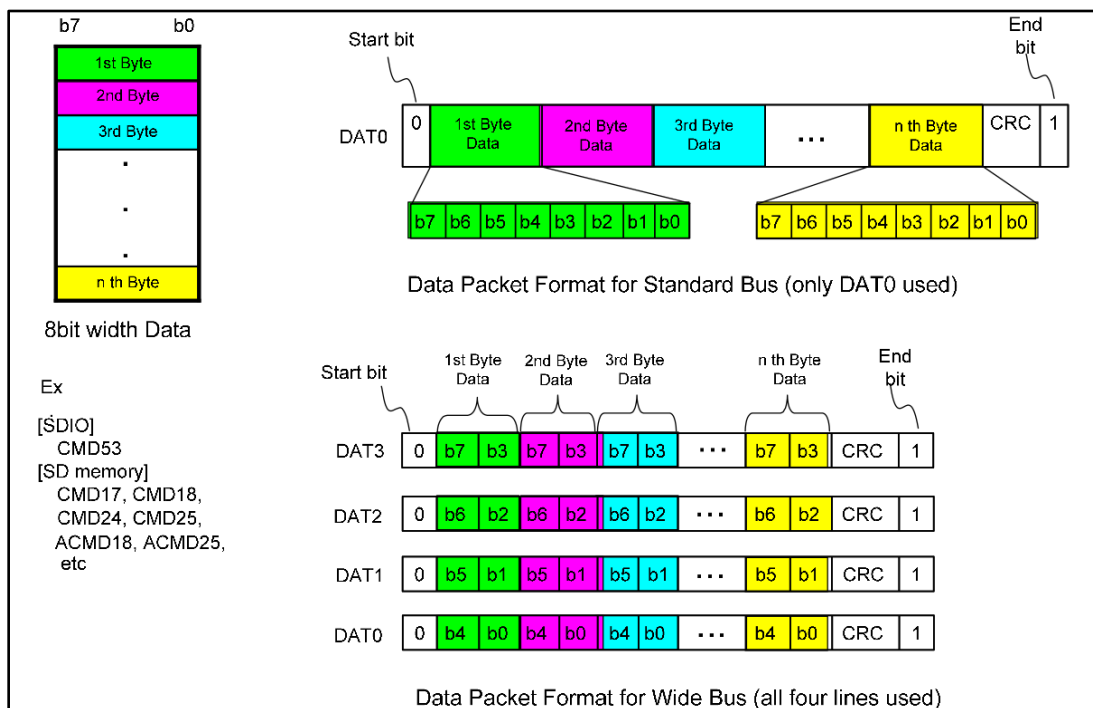 b7 b0
1st Byte
2nd Byte
3rd Byte
.
.
.
n th Byte
8bit width Data
Ex
[SDIO]
CMD53
[SD memory]
CMD17, CMD18,
CMD24, CMD25,
ACMD18, ACMD25,
etc
Start bit
End
bit
DAT0 0 1st Byte Data 2nd Byte Data 3rd Byte Data ... n th Byte Data CRC 1
b7 b6 b5 b4 b3 b2 b1 b0 b7 b6 b5 b4 b3 b2 b1 b0
Data Packet Format for Standard Bus (only DAT0 used)
Start bit
1st Byte Data
2nd Byte Data
3rd Byte Data
n th Byte Data
End
bit
DAT3 0 b7 b3 b7 b3 b7 b3 ... b7 b3 CRC 1
DAT2 0 b6 b2 b6 b2 b6 b2 ... b6 b2 CRC 1
DAT1 0 b5 b1 b5 b1 b5 b1 ... b5 b1 CRC 1
DAT0 0 b4 b0 b4 b0 b4 b0 ... b4 b0 CRC 1
Data Packet Format for Wide Bus (all four lines used)